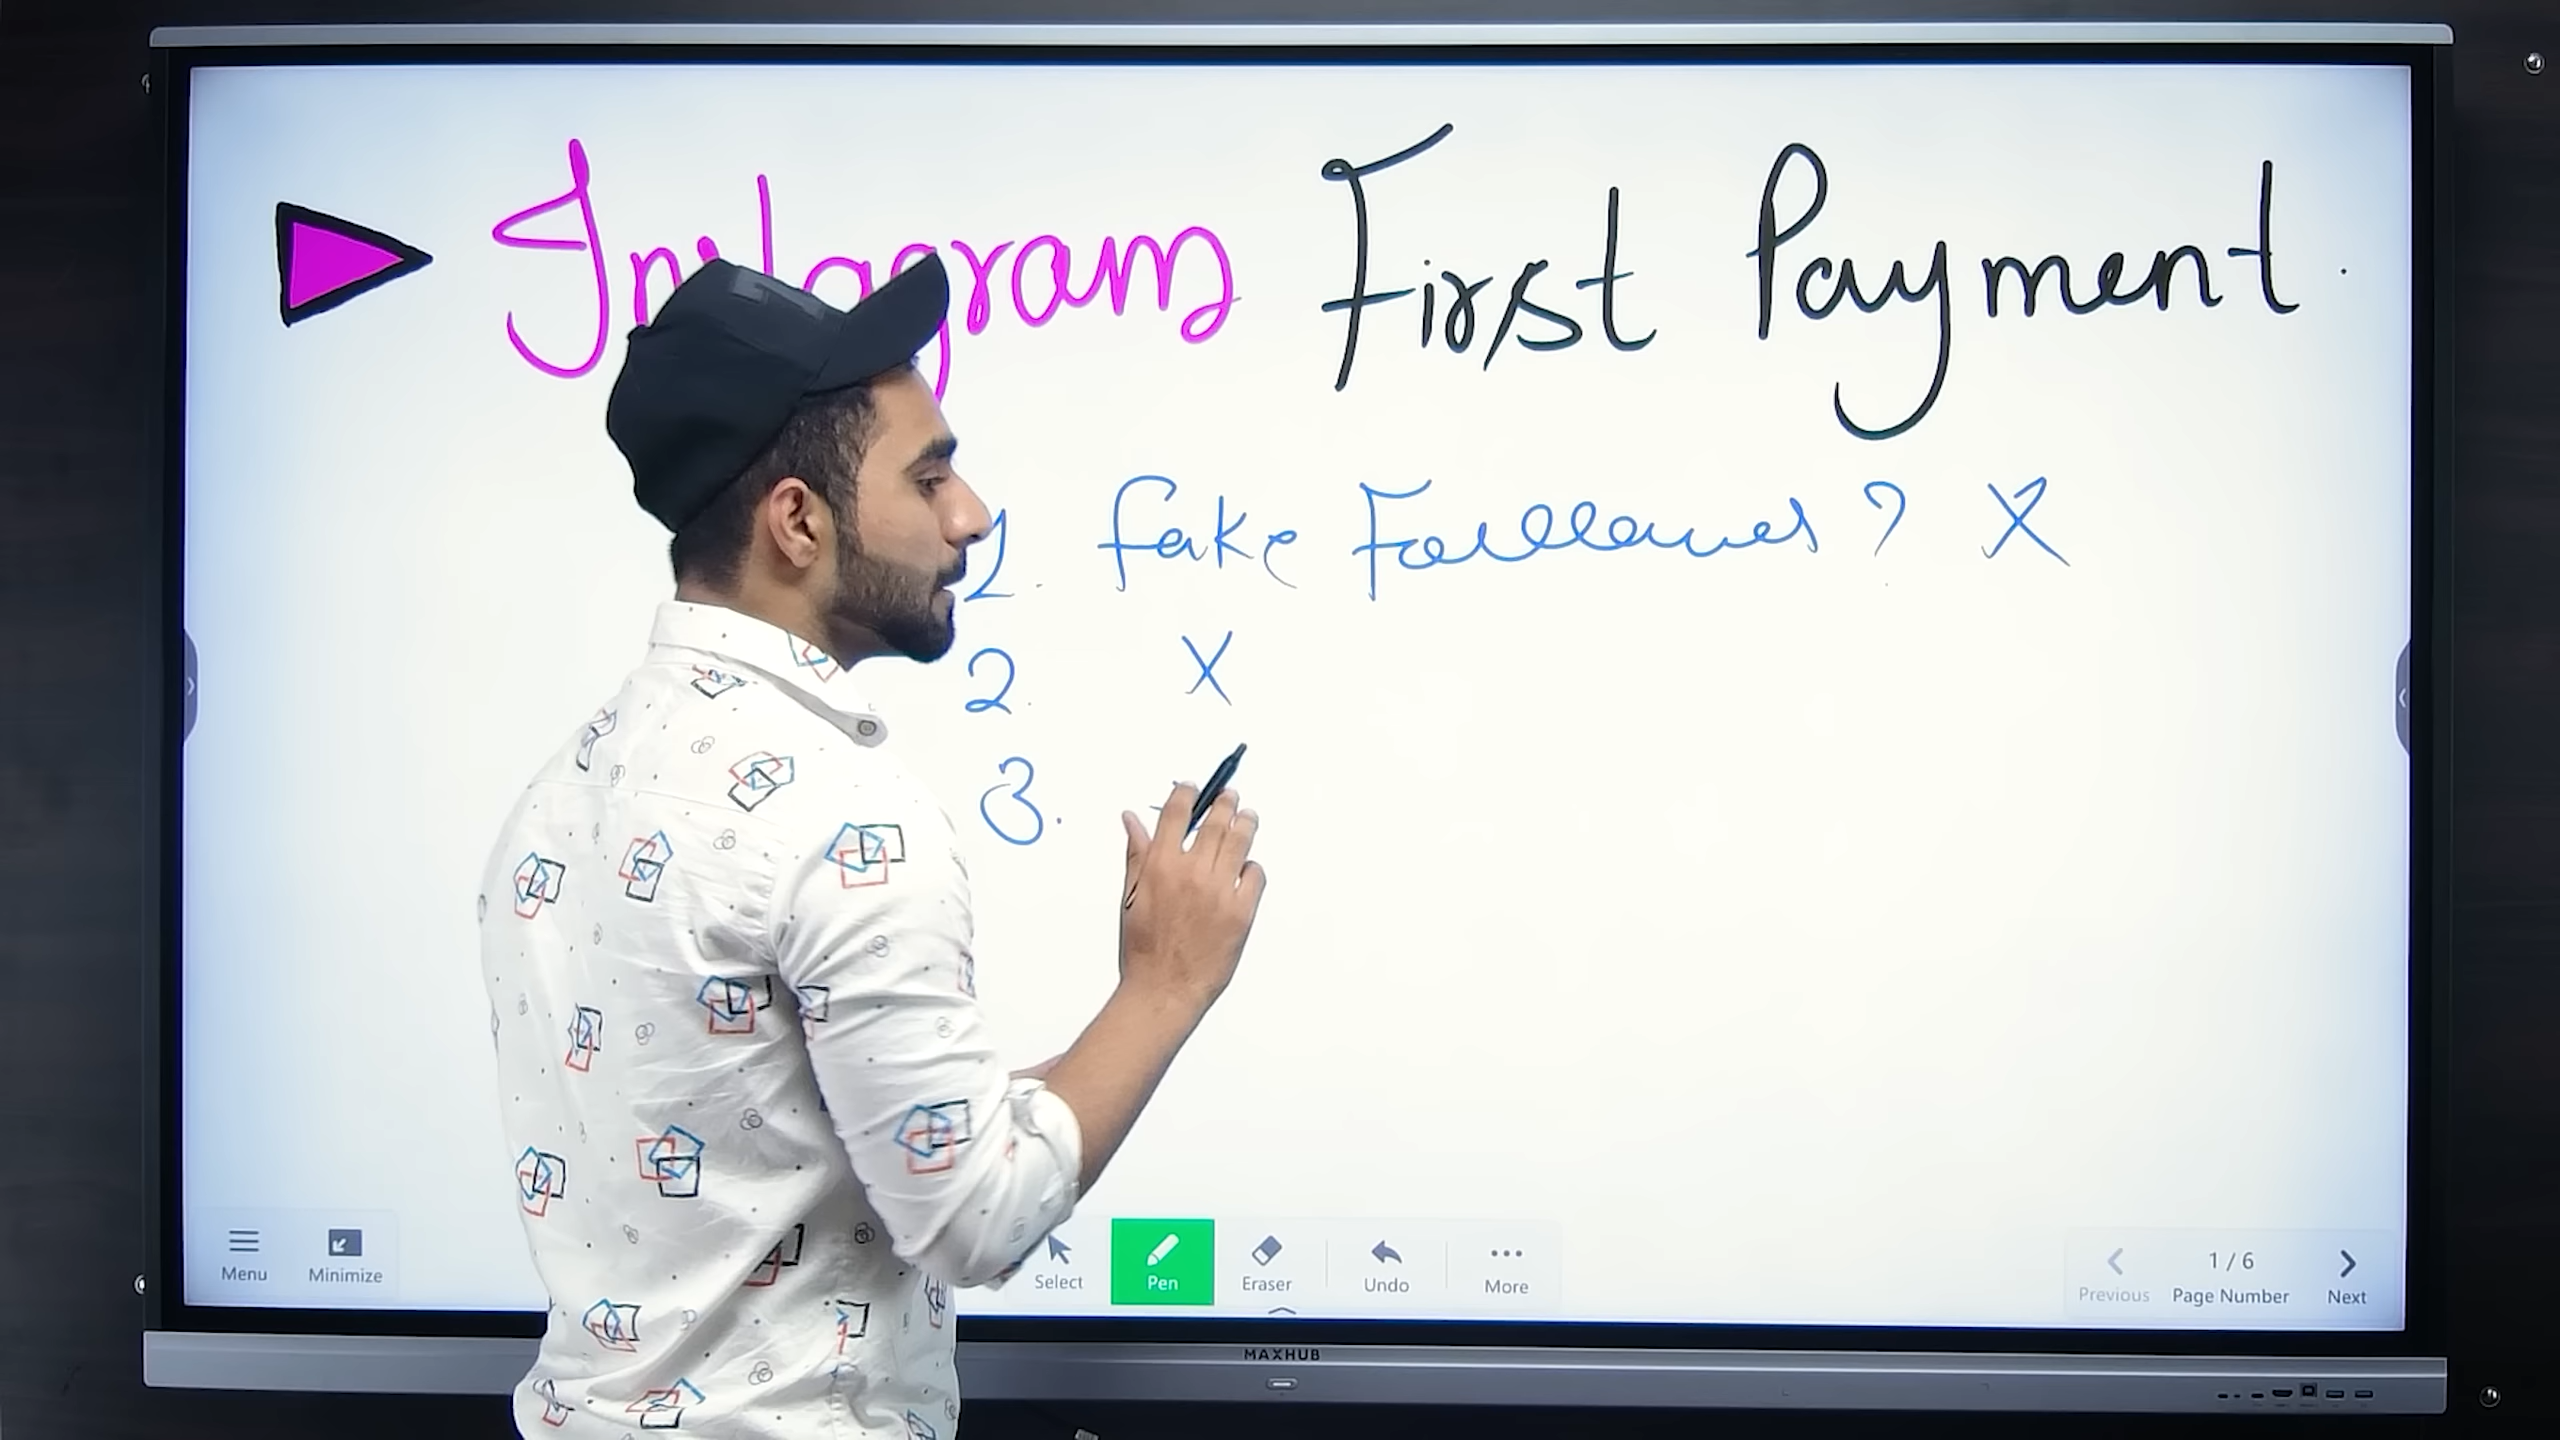 Instagram First Payment.
1. Fake Foellowes ? X
2. X
3.
Menu Minimize Select Pen Eraser Undo More Previous 1 / 6 Page Number Next
MAXHUB